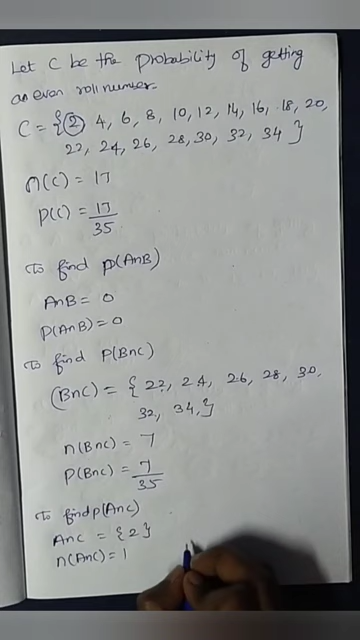 Let C be the probability of getting
an even roll number
C = {2, 4, 6, 8, 10, 12, 14, 16, 18, 20,
22, 24, 26, 28, 30, 32, 34}
n(C) = 17
P(C) = 17/35
To find P(A∩B)
A∩B = 0
P(A∩B) = 0
To find P(B∩C)
(B∩C) = {22, 24, 26, 28, 30,
32, 34,}
n(B∩C) = 7
P(B∩C) = 7/35
To find P(A∩C)
A∩C = {2}
n(A∩C) = 1